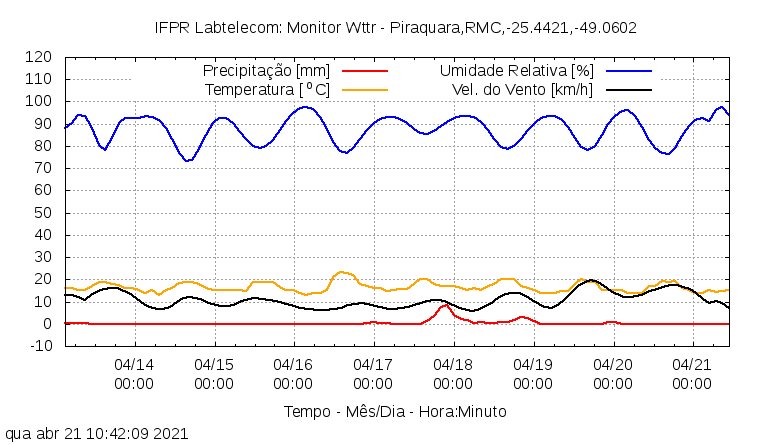 IFPR Labtelecom: Monitor Wttr - Piraquara,RMC,-25.4421,-49.0602
Precipitação [mm] Umidade Relativa [%]
Temperatura [⁰C] Vel. do Vento [km/h]
120
110
100
90
80
70
60
50
40
30
20
10
0
-10
04/14 04/15 04/16 04/17 04/18 04/19 04/20 04/21
00:00 00:00 00:00 00:00 00:00 00:00 00:00 00:00
Tempo - Mês/Dia - Hora:Minuto
qua abr 21 10:42:09 2021